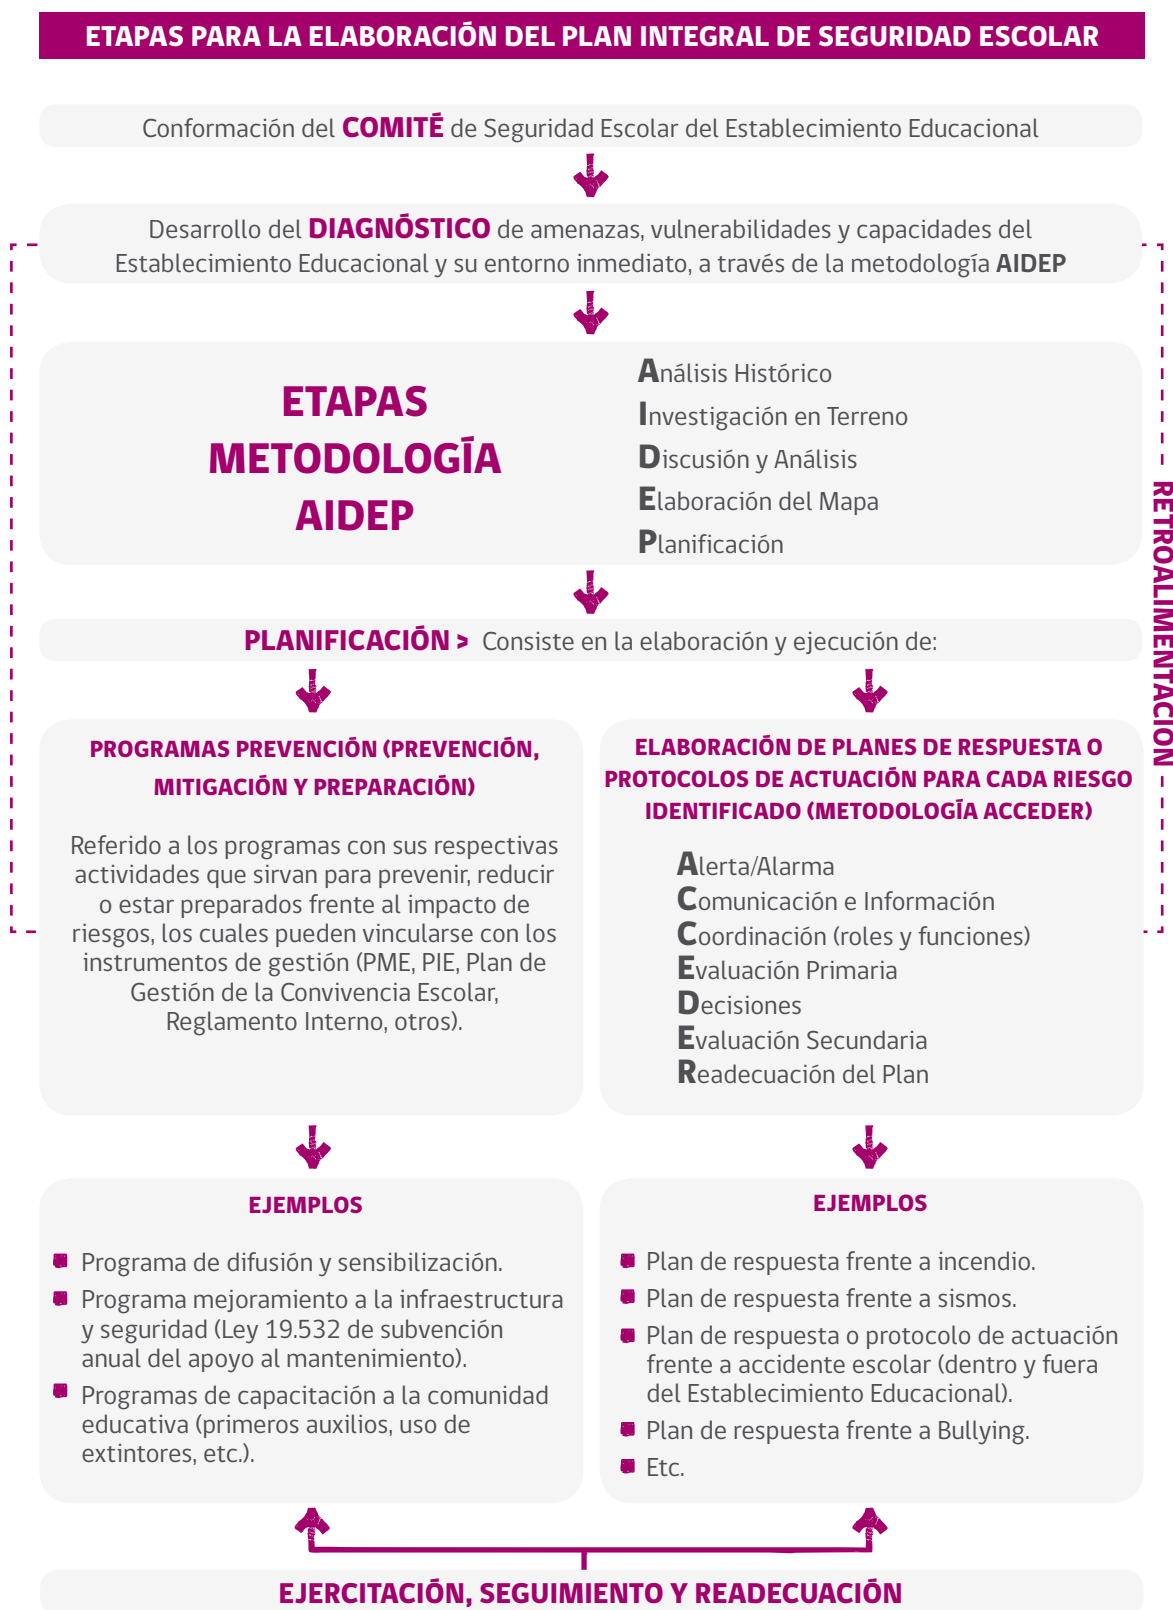 ETAPAS PARA LA ELABORACIÓN DEL PLAN INTEGRAL DE SEGURIDAD ESCOLAR
Conformación del COMITÉ de Seguridad Escolar del Establecimiento Educacional
Desarrollo del DIAGNÓSTICO de amenazas, vulnerabilidades y capacidades del
Establecimiento Educacional y su entorno inmediato, a través de la metodología AIDEP
ETAPAS
METODOLOGÍA
AIDEP
Análisis Histórico
Investigación en Terreno
Discusión y Análisis
Elaboración del Mapa
Planificación
RETROALIMENTACION
PLANIFICACIÓN > Consiste en la elaboración y ejecución de:
PROGRAMAS PREVENCIÓN (PREVENCIÓN,
MITIGACIÓN Y PREPARACIÓN)
Referido a los programas con sus respectivas
actividades que sirvan para prevenir, reducir
o estar preparados frente al impacto de
riesgos, los cuales pueden vincularse con los
instrumentos de gestión (PME, PIE, Plan de
Gestión de la Convivencia Escolar,
Reglamento Interno, otros).
ELABORACIÓN DE PLANES DE RESPUESTA O
PROTOCOLOS DE ACTUACIÓN PARA CADA RIESGO
IDENTIFICADO (METODOLOGÍA ACCEDER)
Alerta/Alarma
Comunicación e Información
Coordinación (roles y funciones)
Evaluación Primaria
Decisiones
Evaluación Secundaria
Readecuación del Plan
EJEMPLOS
Programa de difusión y sensibilización.
Programa mejoramiento a la infraestructura
y seguridad (Ley 19.532 de subvención
anual del apoyo al mantenimiento).
Programas de capacitación a la comunidad
educativa (primeros auxilios, uso de
extintores, etc.).
EJEMPLOS
Plan de respuesta frente a incendio.
Plan de respuesta frente a sismos.
Plan de respuesta o protocolo de actuación
frente a accidente escolar (dentro y fuera
del Establecimiento Educacional).
Plan de respuesta frente a Bullying.
Etc.
EJERCITACIÓN, SEGUIMIENTO Y READECUACIÓN